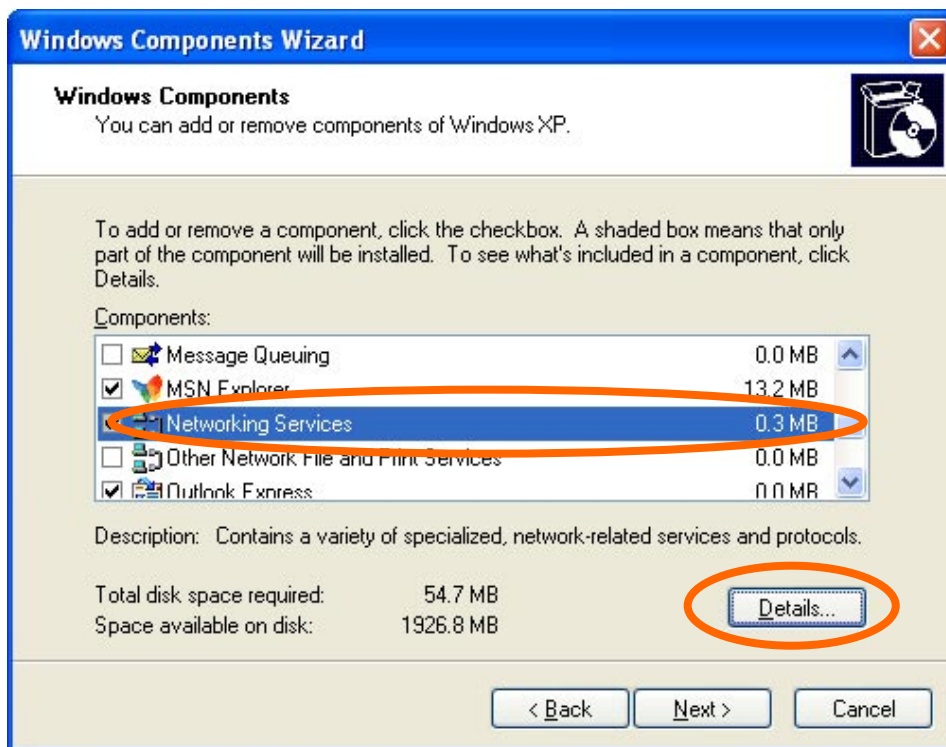 Windows Components Wizard
Windows Components
You can add or remove components of Windows XP.
To add or remove a component, click the checkbox. A shaded box means that only
part of the component will be installed. To see what's included in a component, click
Details.
Components:
Message Queuing 0.0 MB
MSN Explorer 13.2 MB
Networking Services 0.3 MB
Other Network File and Print Services 0.0 MB
Outlook Express 0.0 MB
Description: Contains a variety of specialized, network-related services and protocols.
Total disk space required: 54.7 MB
Space available on disk: 1926.8 MB
Details...
< Back Next > Cancel